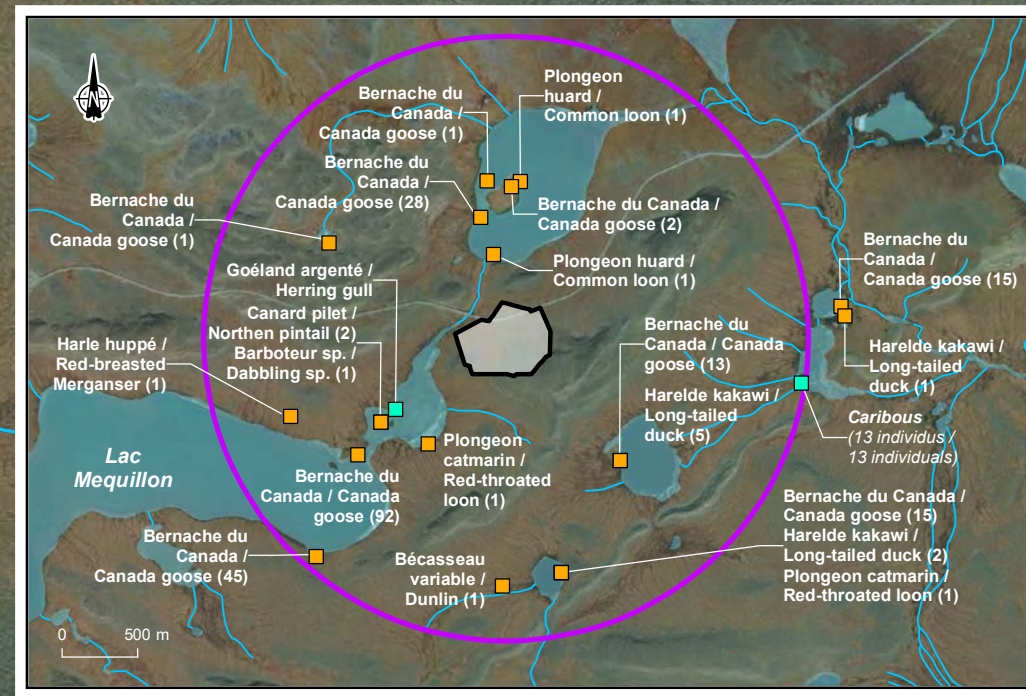 N
Bernache du
Canada /
Canada goose (1)
Plongeon
huard /
Common loon (1)
Bernache du
Canada /
Canada goose (28)
Bernache du Canada /
Canada goose (2)
Bernache du
Canada /
Canada goose (1)
Plongeon huard /
Common loon (1)
Bernache du
Canada /
Canada goose (15)
Goéland argenté /
Herring gull
Canard pilet /
Northen pintail (2)
Barboteur sp. /
Dabbling sp. (1)
Harle huppé /
Red-breasted
Merganser (1)
Bernache du
Canada / Canada
goose (13)
Harelde kakawi /
Long-tailed
duck (5)
Harelde kakawi /
Long-tailed
duck (1)
Caribous
(13 individus /
13 individuals)
Lac
Mequillon
Plongeon
catmarin /
Red-throated
loon (1)
Bernache du
Canada / Canada
goose (92)
Bernache du
Canada /
Canada goose (45)
Bécasseau
variable /
Dunlin (1)
Bernache du Canada /
Canada goose (15)
Harelde kakawi /
Long-tailed duck (2)
Plongeon catmarin /
Red-throated loon (1)
0 500 m